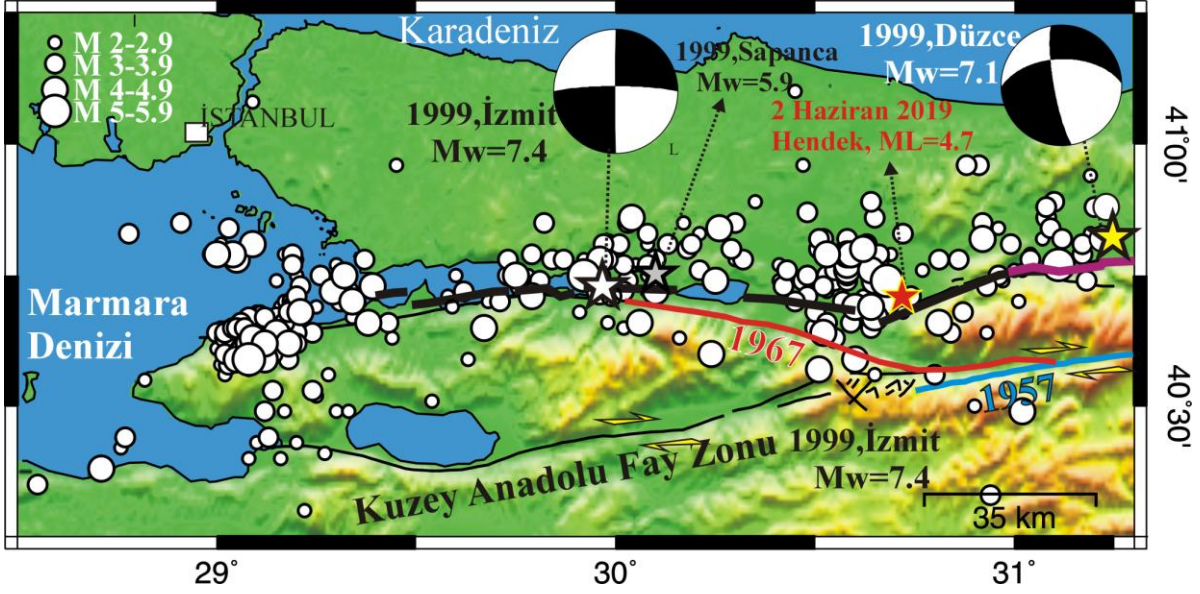 M 2-2.9
M 3-3.9
M 4-4.9
M 5-5.9
İSTANBUL
Karadeniz
1999,İzmit
Mw=7.4
1999,Sapanca
Mw=5.9
1999,Düzce
Mw=7.1
2 Haziran 2019
Hendek, ML=4.7
L
Marmara
Denizi
1967
1957
Kuzey Anadolu Fay Zonu
1999,İzmit
Mw=7.4
35 km
41°00'
40°30'
29°
30°
31°